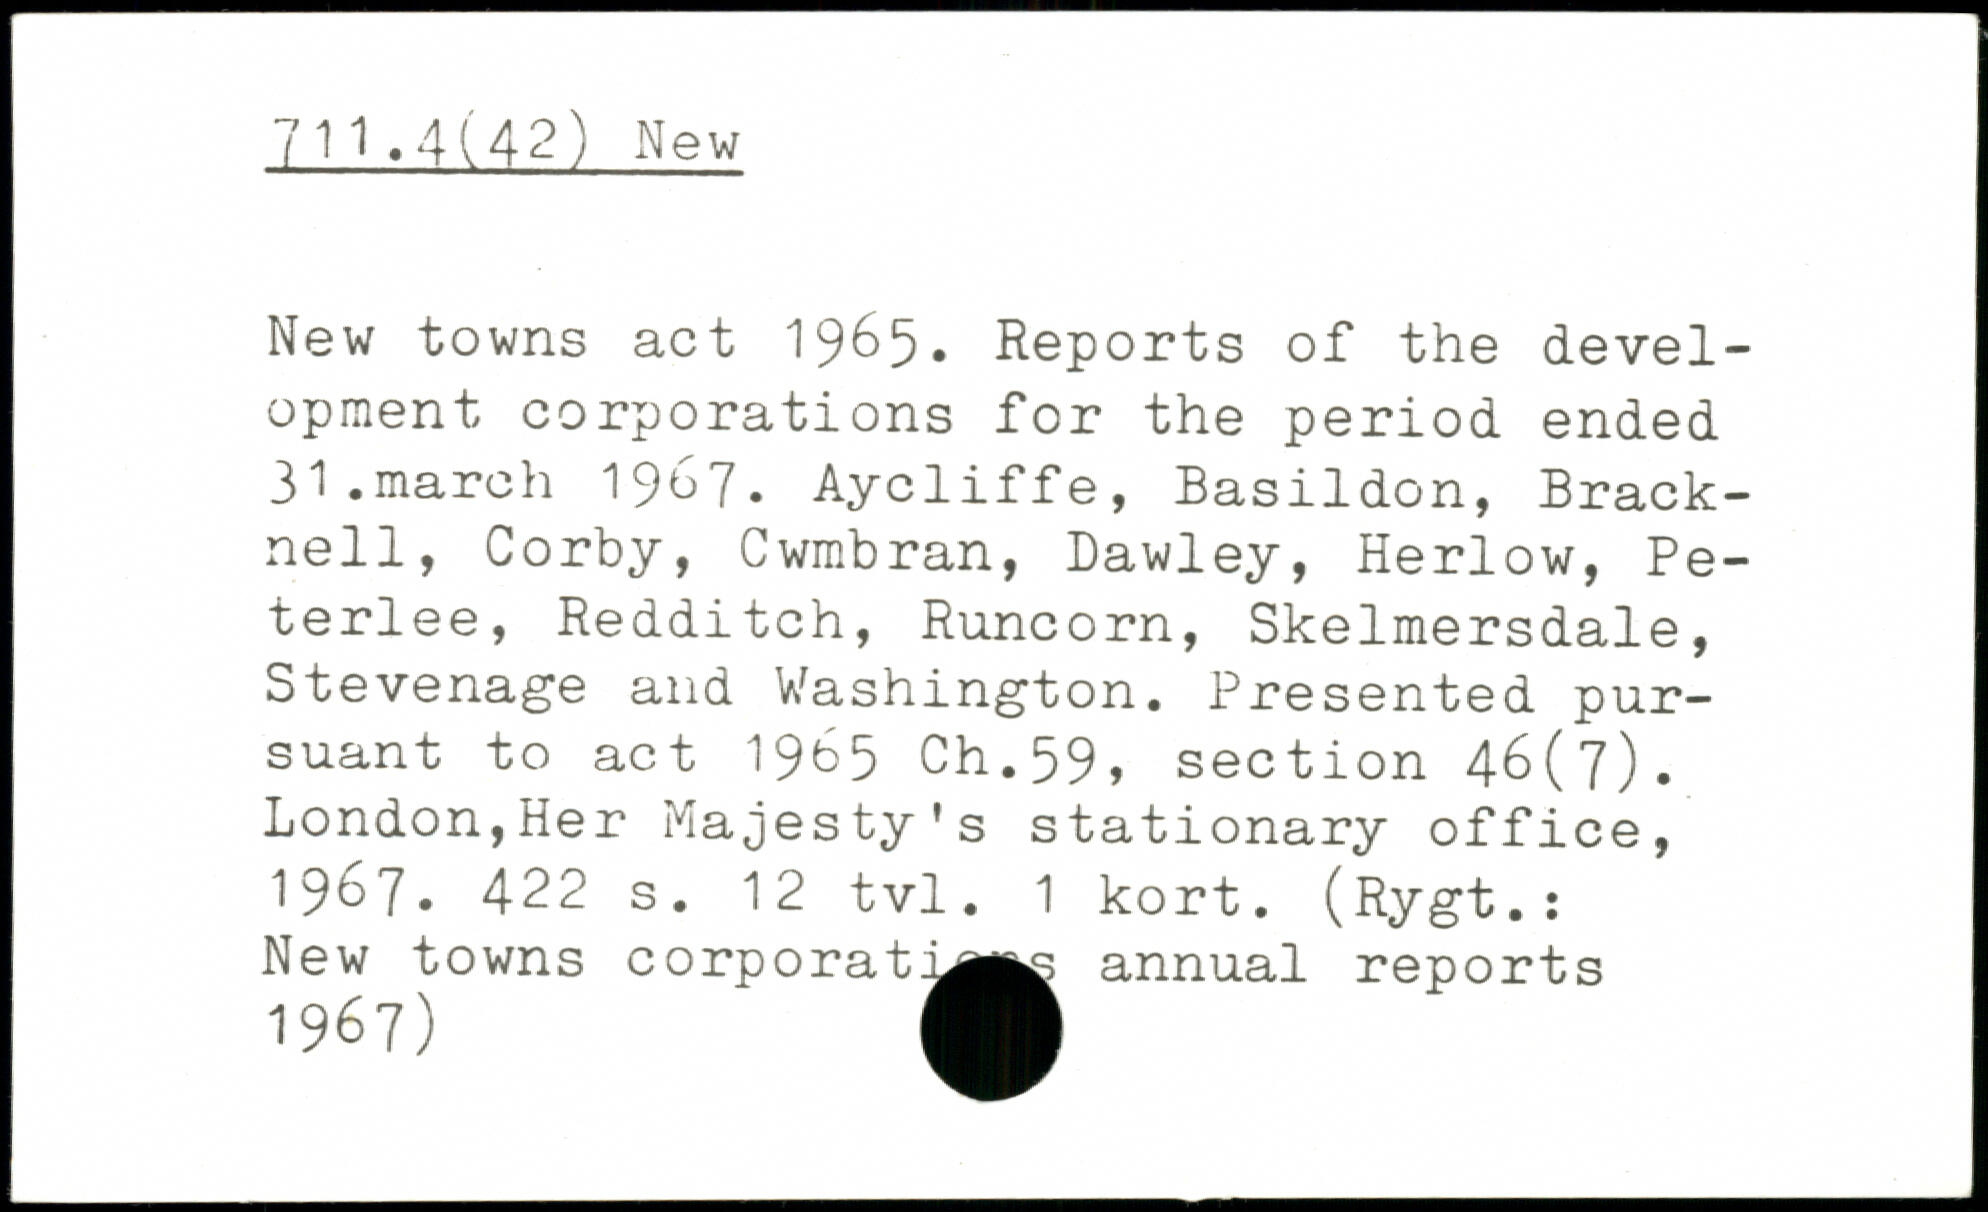 711.4(42) New
New towns act 1965. Reports of the devel-
opment corporations for the period ended
31.march 1967. Aycliffe, Basildon, Brack-
nell, Corby, Cwmbran, Dawley, Herlow, Pe-
terlee, Redditch, Runcorn, Skelmersdale,
Stevenage and Washington. Presented pur-
suant to act 1965 Ch.59, section 46(7).
London,Her Majesty's stationary office,
1967. 422 s. 12 tvl. 1 kort. (Rygt.:
New towns corporations annual reports
1967)